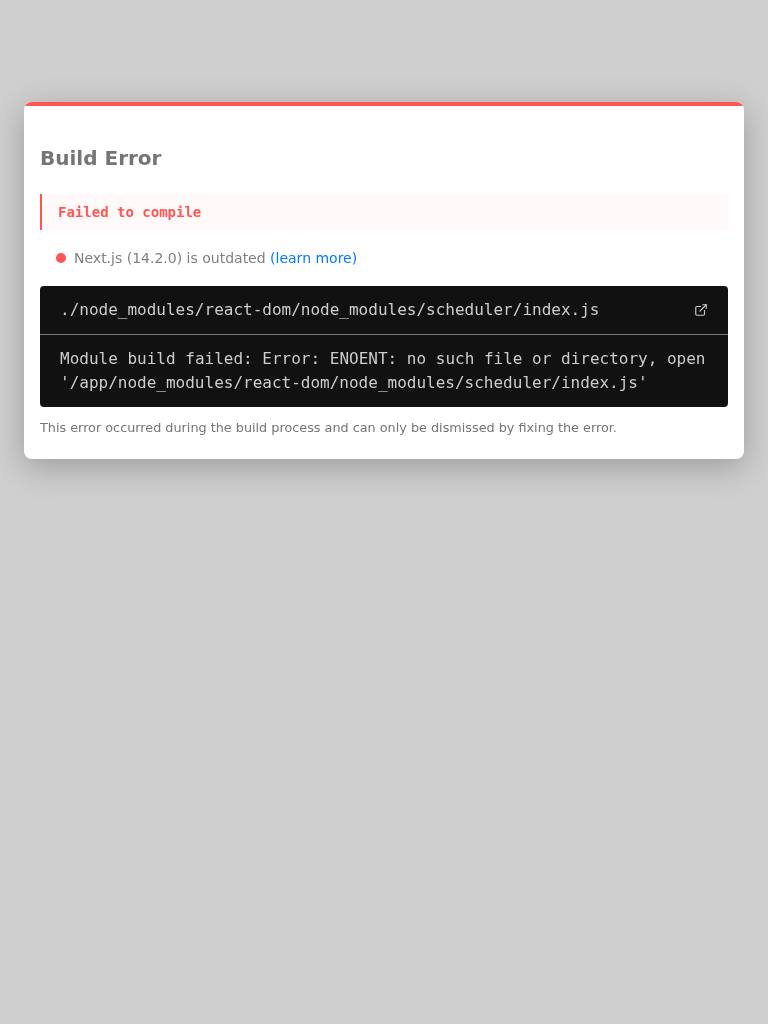 Build Error
Failed to compile
Next.js (14.2.0) is outdated (learn more)
./node_modules/react-dom/node_modules/scheduler/index.js
Module build failed: Error: ENOENT: no such file or directory, open
'/app/node_modules/react-dom/node_modules/scheduler/index.js'
This error occurred during the build process and can only be dismissed by fixing the error.